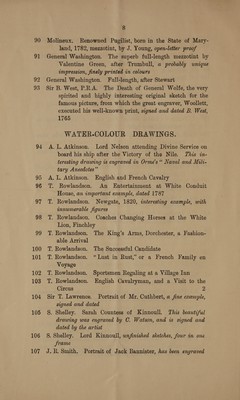 8
90 Molineux. Renowned Pugilist, born in the State of Mary-
land, 1782, mezzotint, by J. Young, open-letter proof
91 General Washington. The superb full-length mezzotint by
Valentine Green, after Trumbull, a probably unique
impression, finely printed in colours
92 General Washington. Full-length, after Stewart
93 Sir B. West, P.R.A. The Death of General Wolfe, the very
spirited and highly interesting original sketch for the
famous picture, from which the great engraver, Woollett,
executed his well-known print, signed and dated B. West,
1765
WATER-COLOUR DRAWINGS.
94 A. L. Atkinson. Lord Nelson attending Divine Service on
board his ship after the Victory of the Nile. This in-
teresting drawing is engraved in Orme's "Naval and Mili-
tary Anecdotes"
95 A. L. Atkinson. English and French Cavalry
96 T. Rowlandson. An Entertainment at White Conduit
House, an important example, dated 1787
97 T. Rowlandson. Newgate, 1820, interesting example, with
innumerable figures
98 T. Rowlandson. Coaches Changing Horses at the White
Lion, Finchley
99 T. Rowlandson. The King's Arms, Dorchester, a Fashion-
able Arrival
100 T. Rowlandson. The Successful Candidate
101 T. Rowlandson. "Lust in Rust," or a French Family on
Voyage
102 T. Rowlandson. Sportsmen Regaling at a Village Inn
103 T. Rowlandson. English Cavalryman, and a Visit to the
Circus 2
104 Sir T. Lawrence. Portrait of Mr. Cuthbert, a fine example,
signed and dated
105 S. Shelley. Sarah Countess of Kinnoull. This beautiful
drawing was engraved by C. Watson, and is signed and
dated by the artist
106 S. Shelley. Lord Kinnoull, unfinished sketches, four in one
frame
107 J. R. Smith. Portrait of Jack Bannister, has been engraved